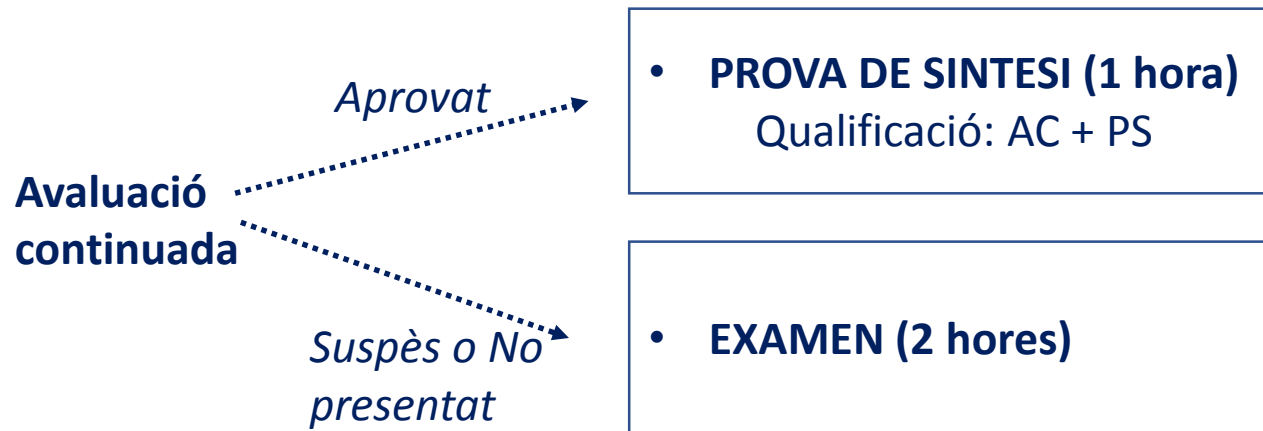 Avaluació
continuada
Aprovat
• PROVA DE SINTESI (1 hora)
Qualificació: AC + PS
Suspès o No
presentat
• EXAMEN (2 hores)